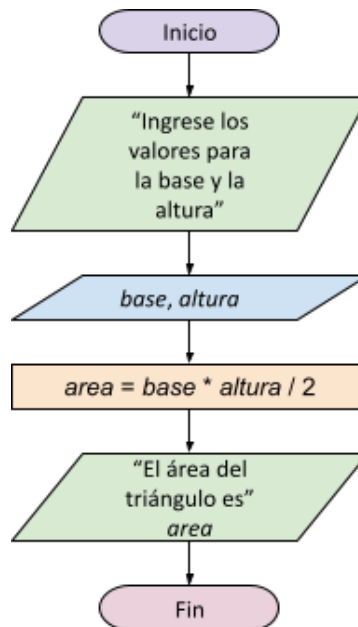 Inicio
“Ingrese los
valores para
la base y la
altura”
base, altura
area = base * altura / 2
“El área del
triángulo es”
area
Fin